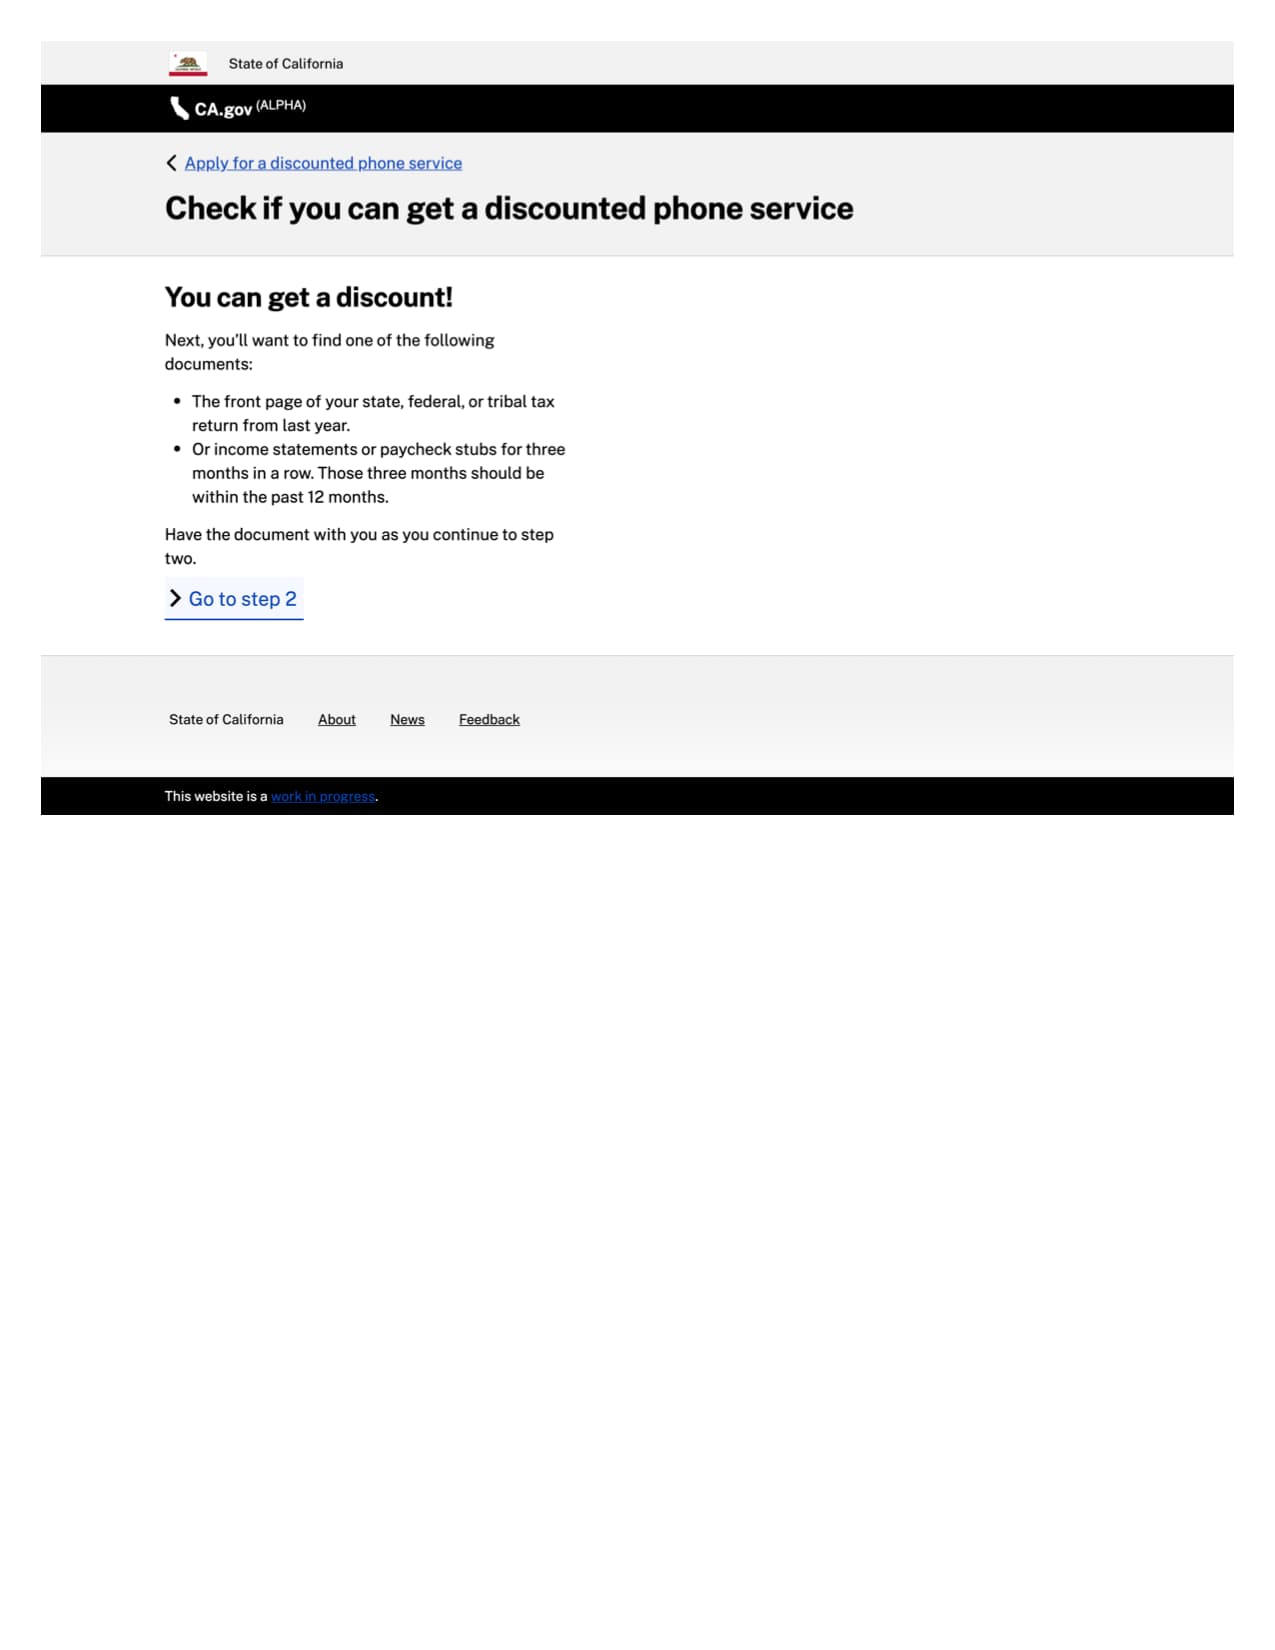 State of California
CA.gov (ALPHA)
Apply for a discounted phone service
Check if you can get a discounted phone service
You can get a discount!
Next, you'll want to find one of the following
documents:
• The front page of your state, federal, or tribal tax
return from last year.
• Or income statements or paycheck stubs for three
months in a row. Those three months should be
within the past 12 months.
Have the document with you as you continue to step
two.
Go to step 2
State of California About News Feedback
This website is a work in progress.